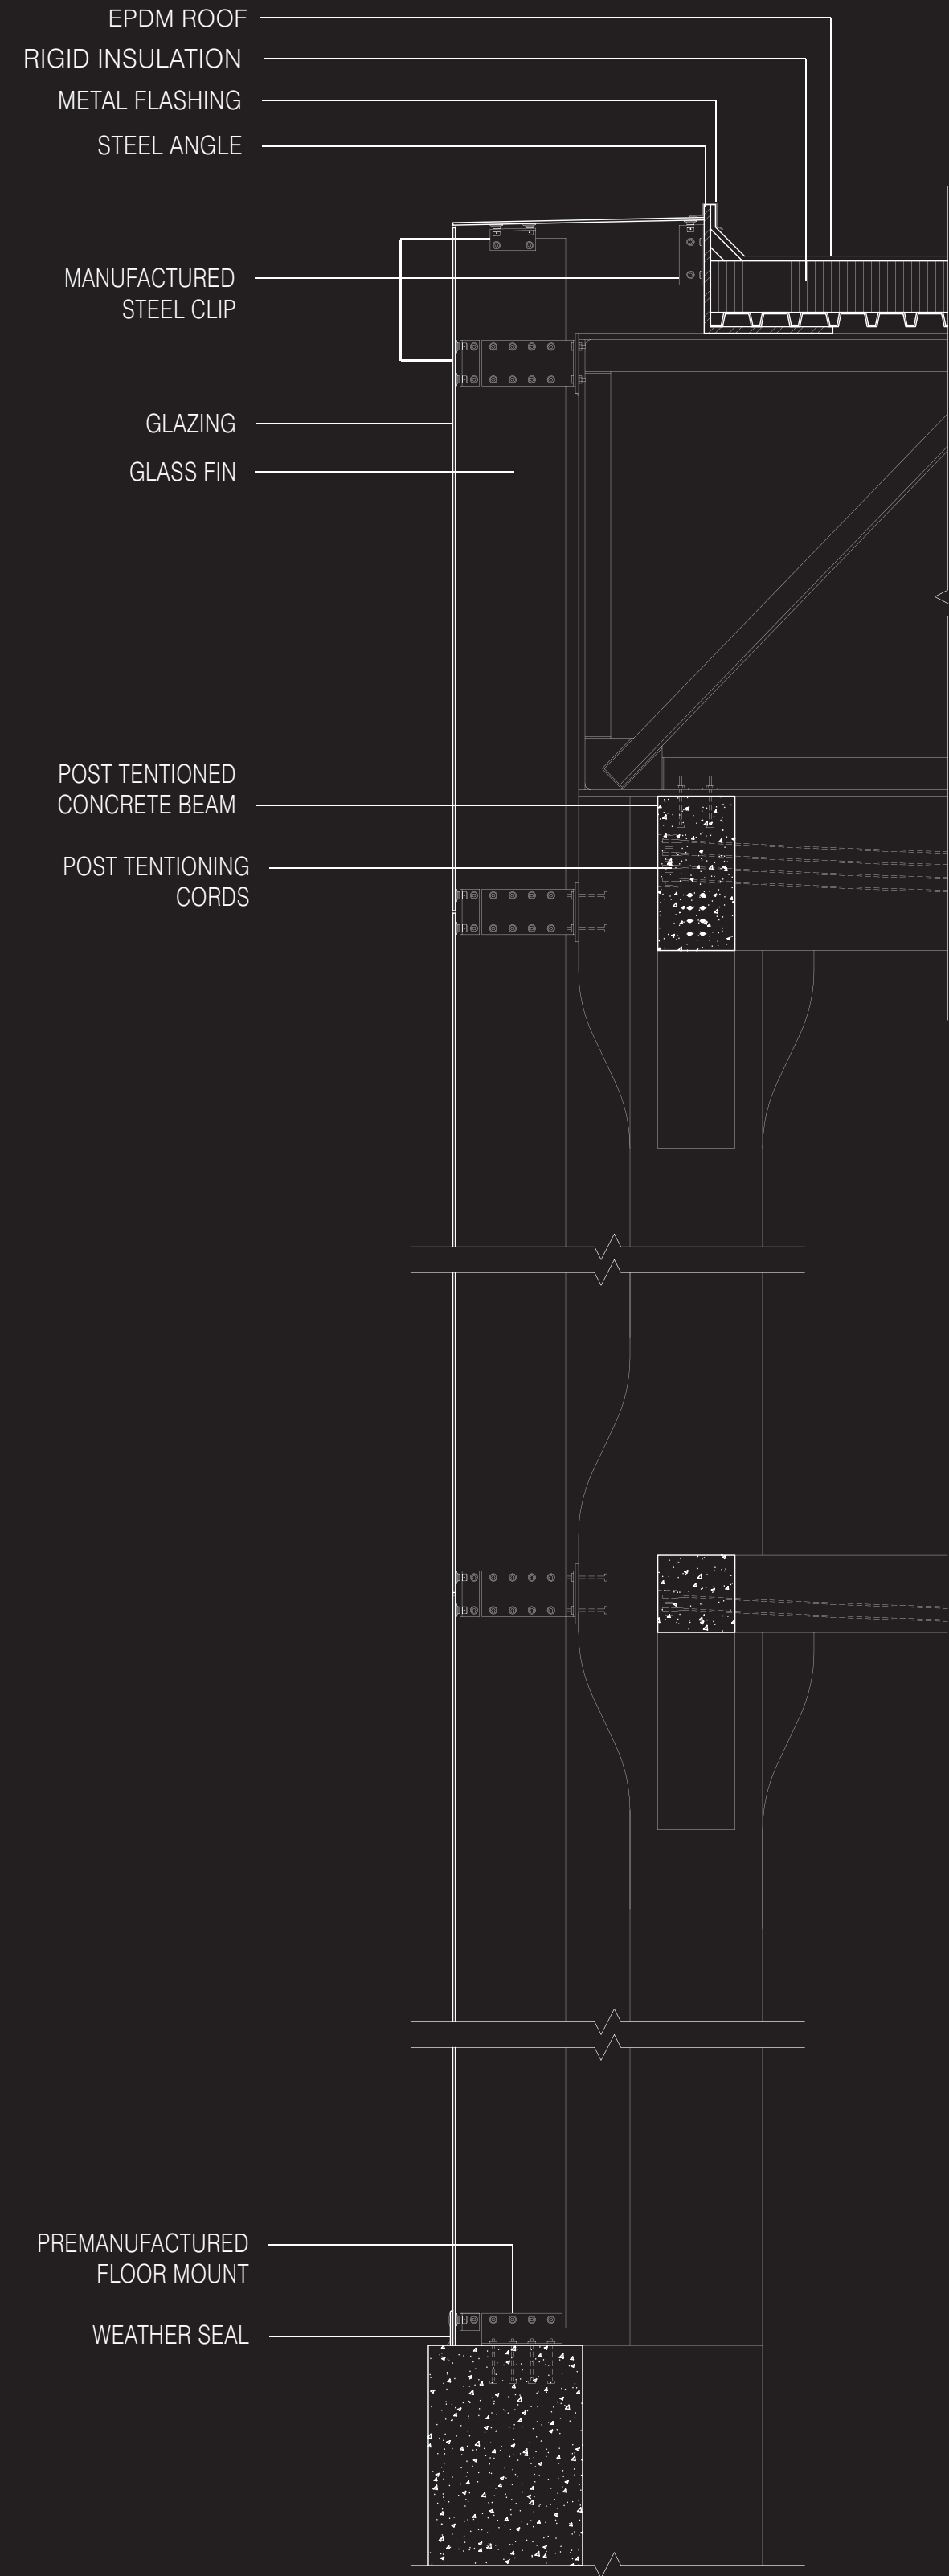 EPDM ROOF
RIGID INSULATION
METAL FLASHING
STEEL ANGLE
MANUFACTURED
STEEL CLIP
GLAZING
GLASS FIN
POST TENTIONED
CONCRETE BEAM
POST TENTIONING
CORDS
PREMANUFACTURED
FLOOR MOUNT
WEATHER SEAL